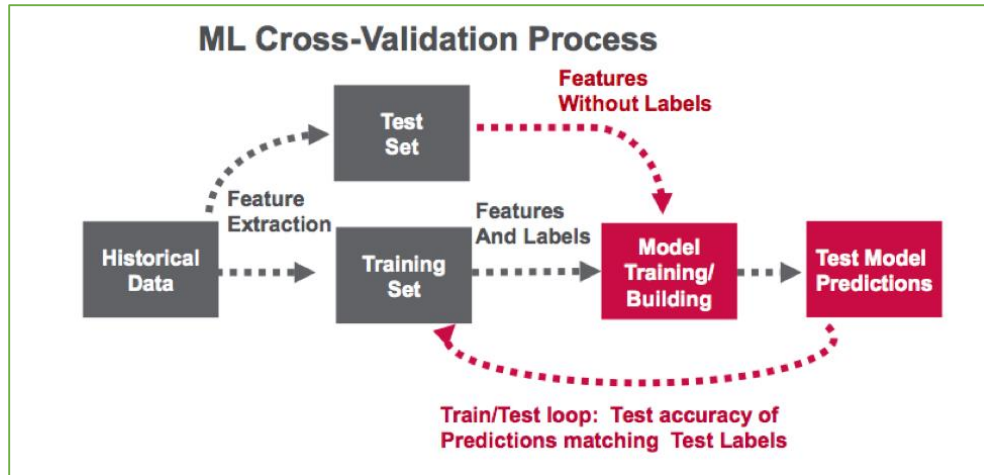 ML Cross-Validation Process
Features
Without Labels
Test
Set
Feature
Extraction
Features
And Labels
Historical
Data
Training
Set
Model
Training/
Building
Test Model
Predictions
Train/Test loop: Test accuracy of
Predictions matching Test Labels